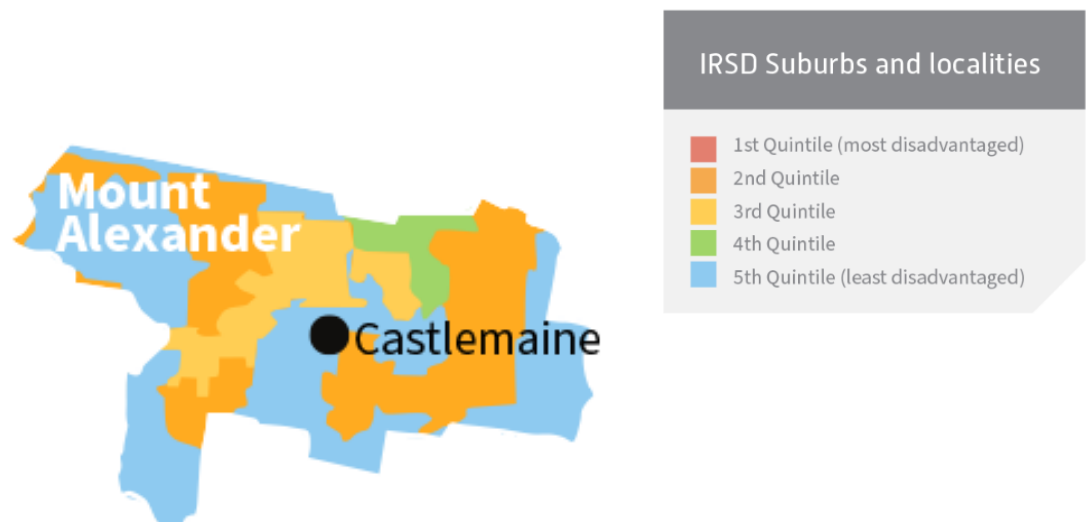 IRSD Suburbs and localities
1st Quintile (most disadvantaged)
2nd Quintile
3rd Quintile
4th Quintile
5th Quintile (least disadvantaged)
Mount
Alexander
Castlemaine